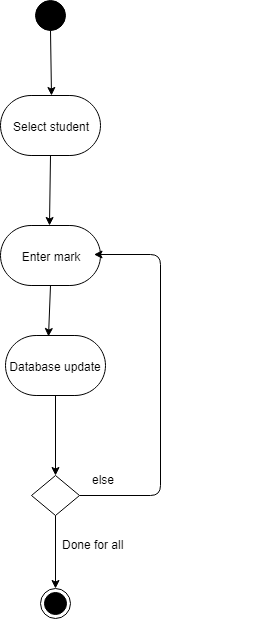 Select student
Enter mark
Database update
else
Done for all